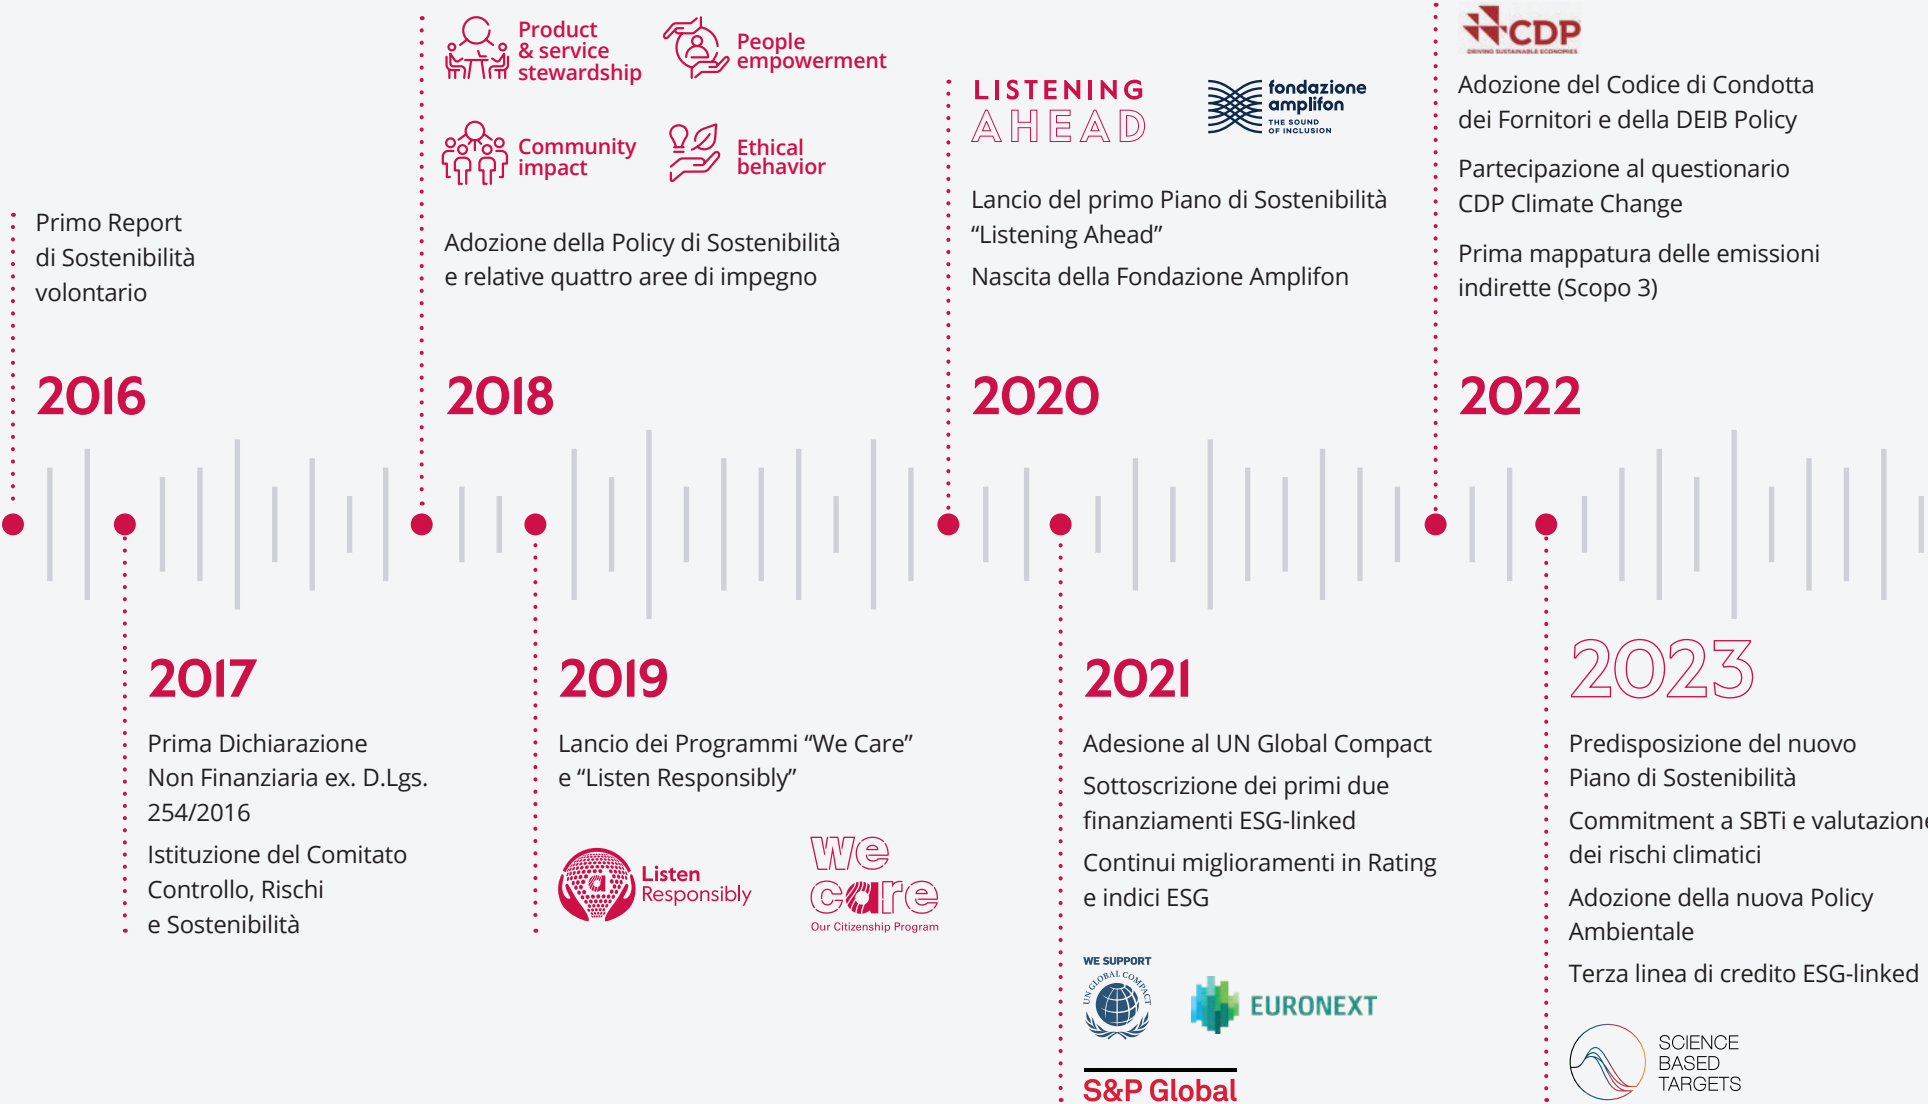 Primo Report
di Sostenibilità
volontario
2016
2017
Prima Dichiarazione
Non Finanziaria ex. D.Lgs.
254/2016
Istituzione del Comitato
Controllo, Rischi
e Sostenibilità
Product
& service
stewardship
People
empowerment
Community
impact
Ethical
behavior
Adozione della Policy di Sostenibilità
e relative quattro aree di impegno
2018
2019
Lancio dei Programmi “We Care”
e “Listen Responsibly”
Listen
Responsibly
we
care
Our Citizenship Program
LISTENING
AHEAD
fondazione
amplifon
THE SOUND
OF INCLUSION
Lancio del primo Piano di Sostenibilità
“Listening Ahead”
Nascita della Fondazione Amplifon
2020
2021
Adesione al UN Global Compact
Sottoscrizione dei primi due
finanziamenti ESG-linked
Continui miglioramenti in Rating
e indici ESG
WE SUPPORT
UN GLOBAL COMPACT
EURONEXT
S&P Global
CDP
DRIVING SUSTAINABLE ECONOMIES
Adozione del Codice di Condotta
dei Fornitori e della DEIB Policy
Partecipazione al questionario
CDP Climate Change
Prima mappatura delle emissioni
indirette (Scopo 3)
2022
2023
Predisposizione del nuovo
Piano di Sostenibilità
Commitment a SBTi e valutazione
dei rischi climatici
Adozione della nuova Policy
Ambientale
Terza linea di credito ESG-linked
SCIENCE
BASED
TARGETS